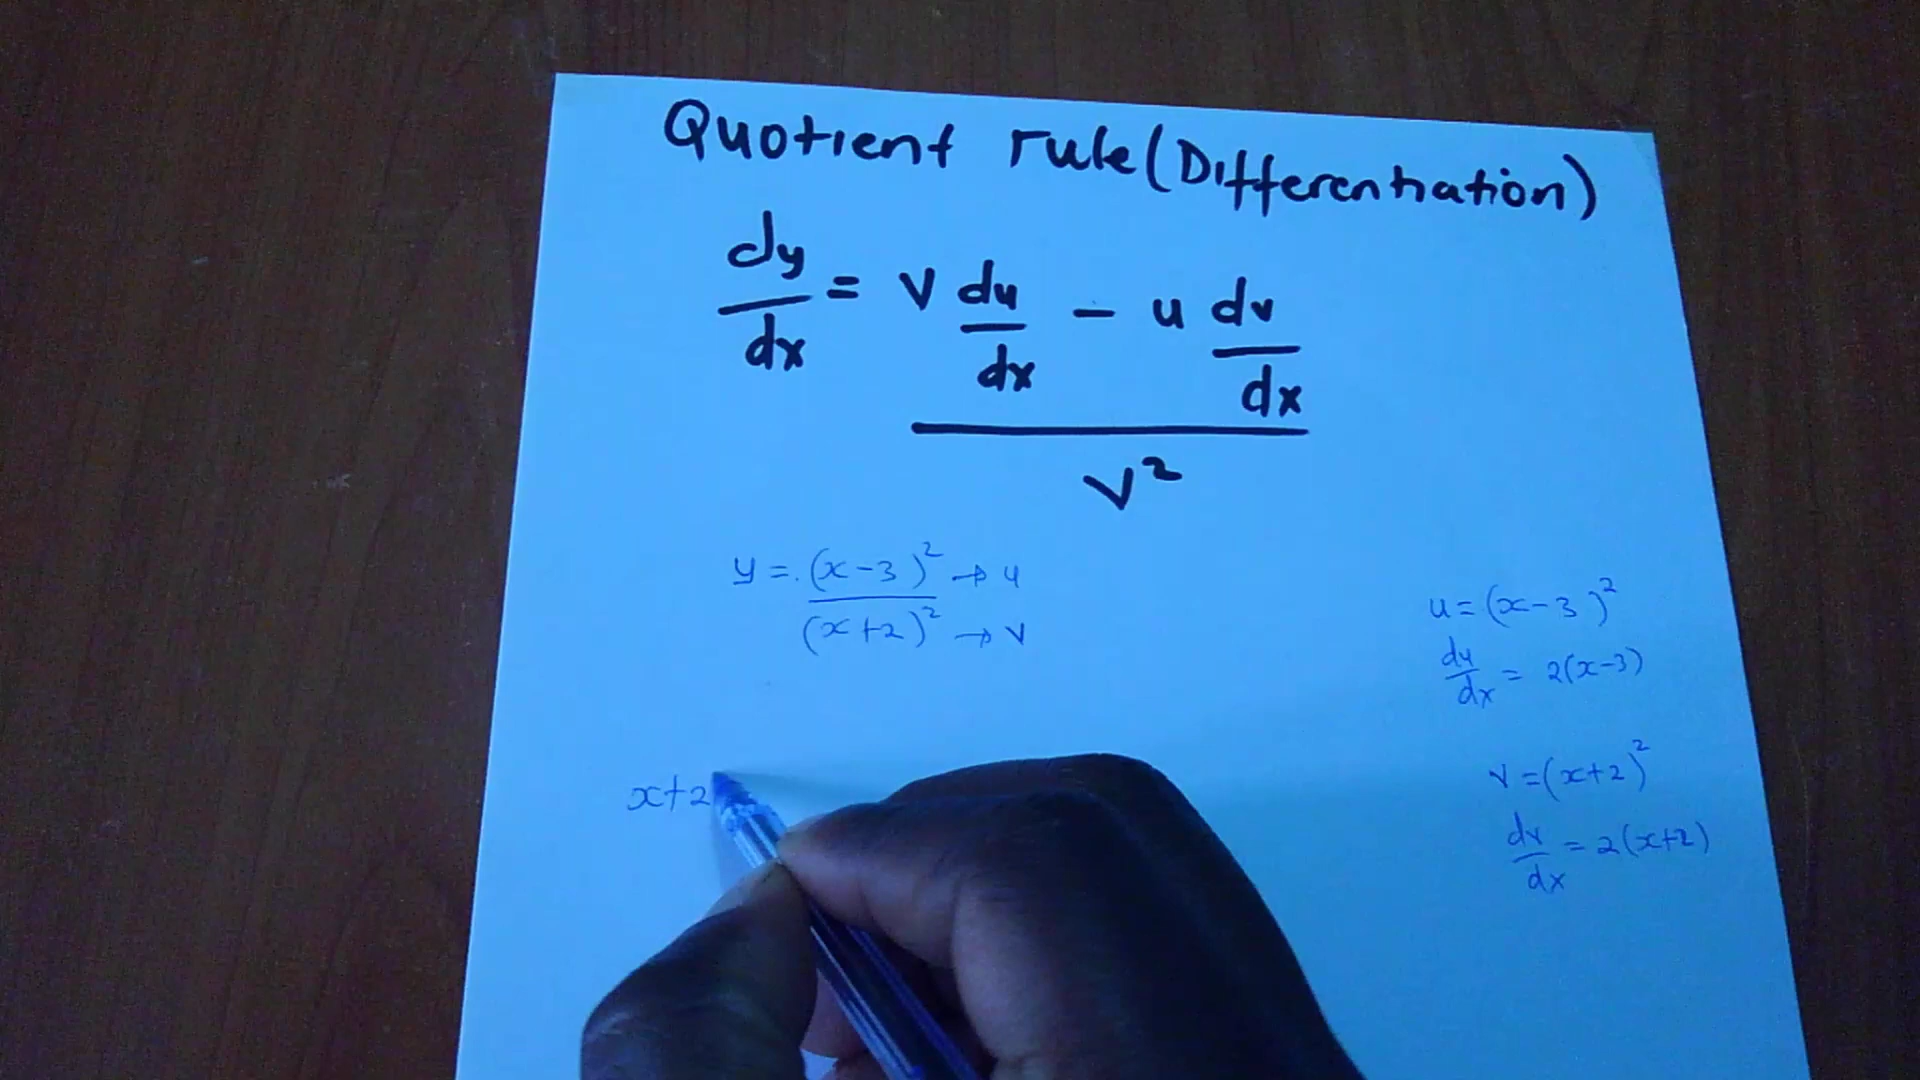 Quotient rule (Differentiation)
dy/dx = v du/dx - u dv/dx
v²
y = (x-3)² → u
(x+2)² → v
u = (x-3)²
du/dx = 2(x-3)
v = (x+2)²
dv/dx = 2(x+2)
x+2